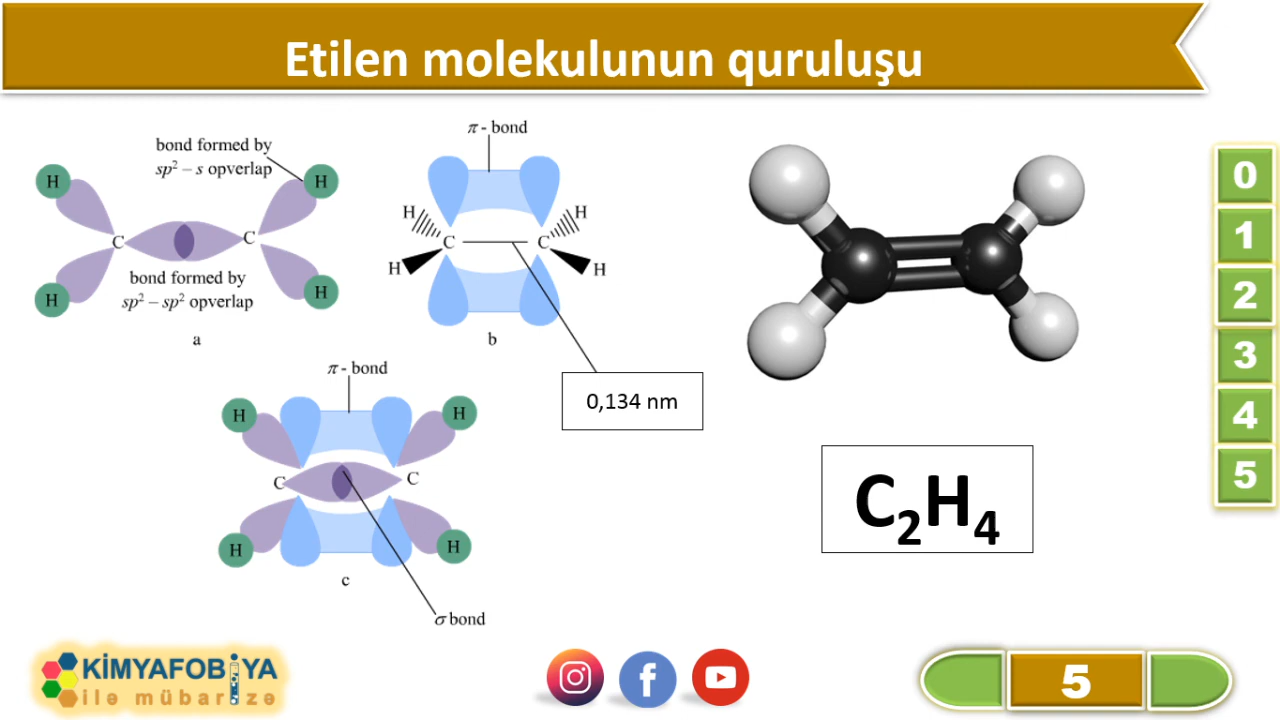 Etilen molekulunun quruluşu
bond formed by
sp² – s opverlap
H
H
C
C
H
H
bond formed by
sp² – sp² opverlap
a
π - bond
H
H
C
C
H
H
b
0,134 nm
π - bond
H
H
C
C
H
H
c
σ bond
C₂H₄
0
1
2
3
4
5
KİMYAFOBİYA
ilə mübarizə
f
5